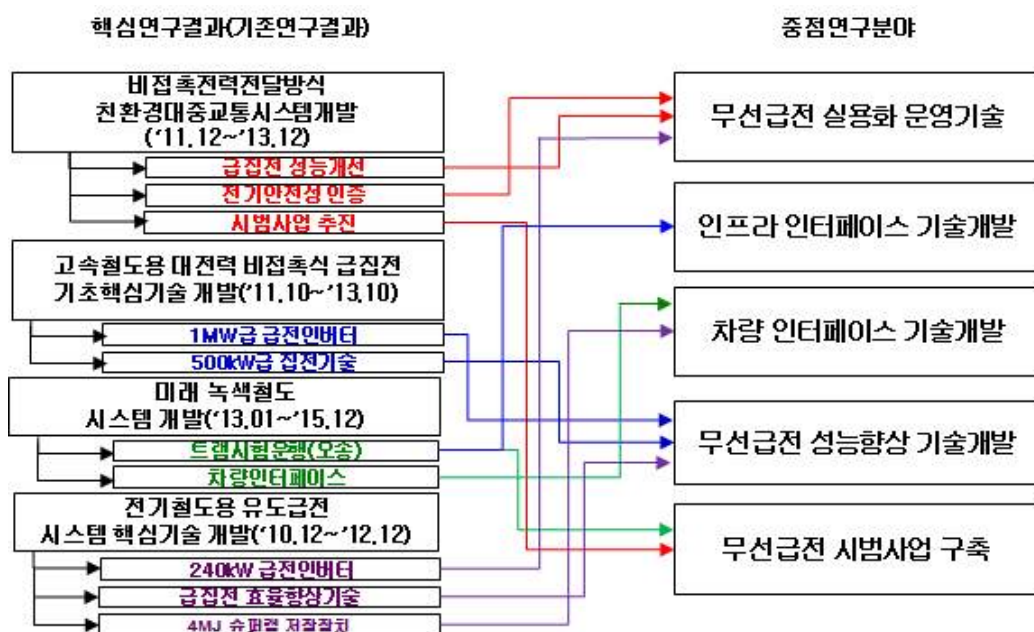 핵심연구결과(기존연구결과)
중점연구분야
비접촉전력전달방식
친환경대중교통시스템개발
('11.12~'13.12)
급집전 성능개선
전기안전성 인증
시범사업 추진
고속철도용 대전력 비접촉식 급집전
기초핵심기술 개발('11.10~'13.10)
1MW급 급전인버터
500kW급 집전기술
미래 녹색철도
시스템 개발('13.01~'15.12)
트램시험운행(오송)
차량인터페이스
전기철도용 유도급전
시스템 핵심기술 개발('10.12~'12.12)
240kW 급전인버터
급집전 효율향상기술
4MJ 슈퍼캡 저장장치
무선급전 실용화 운영기술
인프라 인터페이스 기술개발
차량 인터페이스 기술개발
무선급전 성능향상 기술개발
무선급전 시범사업 구축